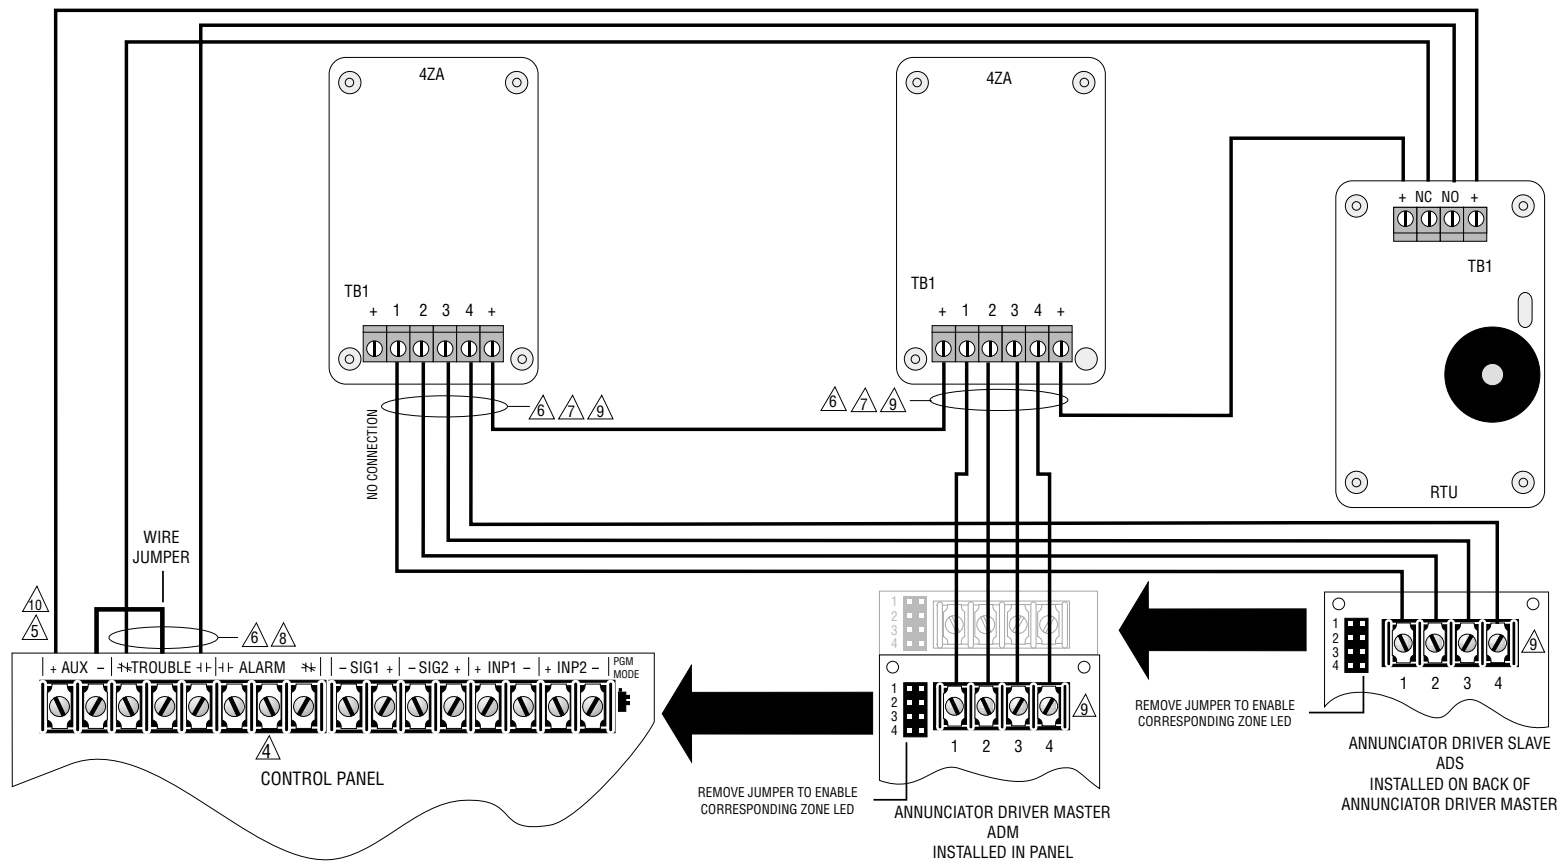 4ZA
4ZA
+ NC NO +
TB1
TB1
+ 1 2 3 4 +
TB1
+ 1 2 3 4 +
6 7 9
6 7 9
NO CONNECTION
RTU
WIRE
JUMPER
10
5
6 8
+ AUX - TROUBLE ALARM - SIG1 + - SIG2 + + INP1 - + INP2 - PGM
MODE
4
CONTROL PANEL
1
2
3
4
1
2
3
4
9
1 2 3 4
REMOVE JUMPER TO ENABLE
CORRESPONDING ZONE LED
ANNUNCIATOR DRIVER MASTER
ADM
INSTALLED IN PANEL
1
2
3
4
9
1 2 3 4
REMOVE JUMPER TO ENABLE
CORRESPONDING ZONE LED
ANNUNCIATOR DRIVER SLAVE
ADS
INSTALLED ON BACK OF
ANNUNCIATOR DRIVER MASTER